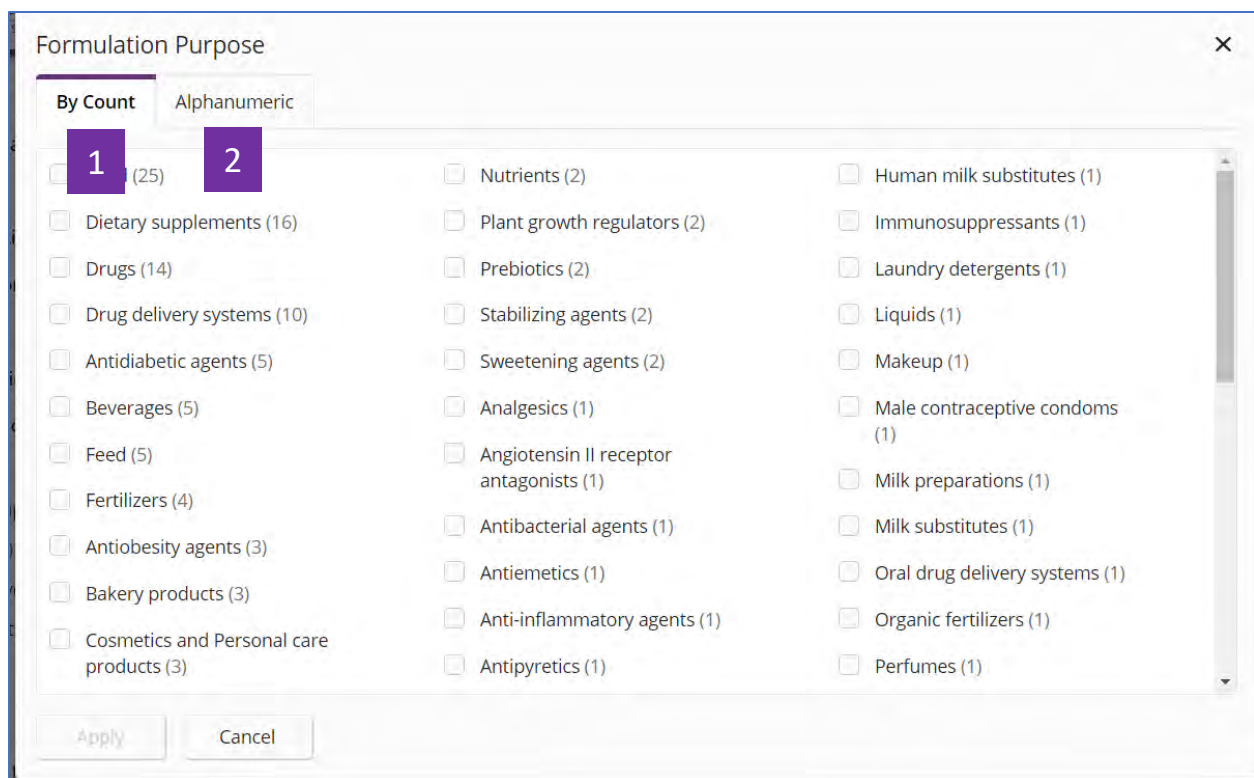 Formulation Purpose
By Count
Alphanumeric
1
2
(25)
Dietary supplements (16)
Drugs (14)
Drug delivery systems (10)
Antidiabetic agents (5)
Beverages (5)
Feed (5)
Fertilizers (4)
Antiobesity agents (3)
Bakery products (3)
Cosmetics and Personal care
products (3)
Nutrients (2)
Plant growth regulators (2)
Prebiotics (2)
Stabilizing agents (2)
Sweetening agents (2)
Analgesics (1)
Angiotensin II receptor
antagonists (1)
Antibacterial agents (1)
Antiemetics (1)
Anti-inflammatory agents (1)
Antipyretics (1)
Human milk substitutes (1)
Immunosuppressants (1)
Laundry detergents (1)
Liquids (1)
Makeup (1)
Male contraceptive condoms
(1)
Milk preparations (1)
Milk substitutes (1)
Oral drug delivery systems (1)
Organic fertilizers (1)
Perfumes (1)
Apply
Cancel